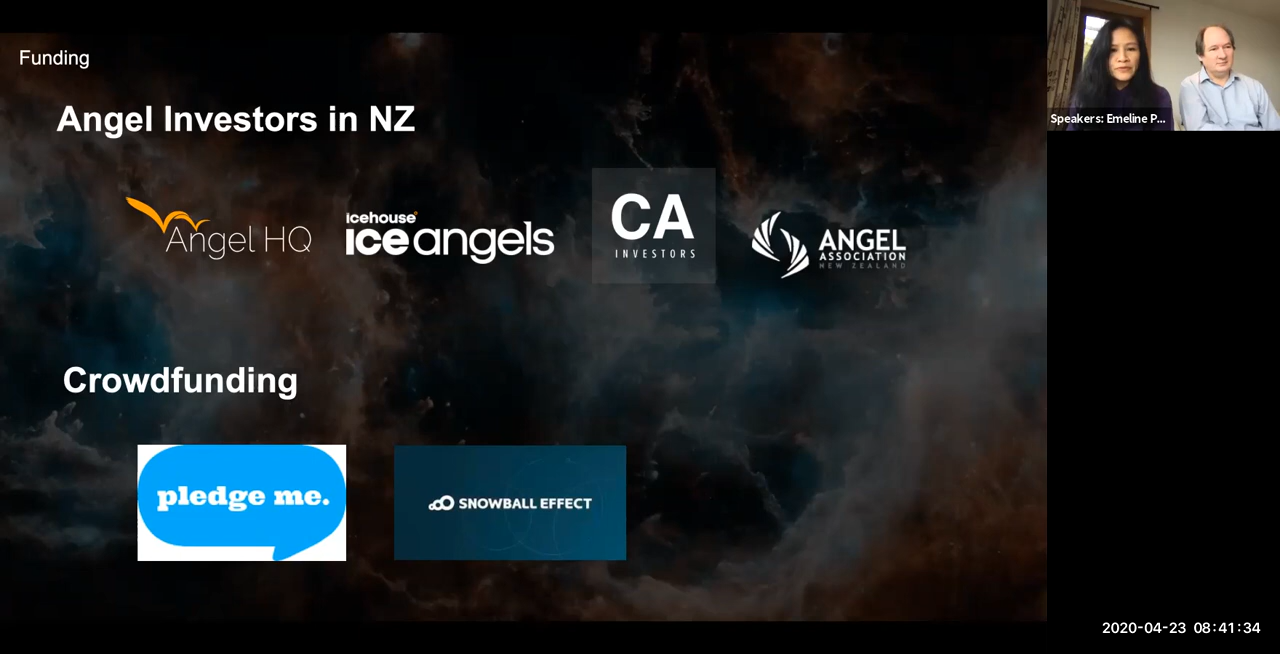 Funding
Speakers: Emeline P...
Angel Investors in NZ
Angel HQ
icehouse
ice angels
CA
INVESTORS
ANGEL
ASSOCIATION
NEW ZEALAND
Crowdfunding
pledge me.
SNOWBALL EFFECT
2020-04-23 08:41:34